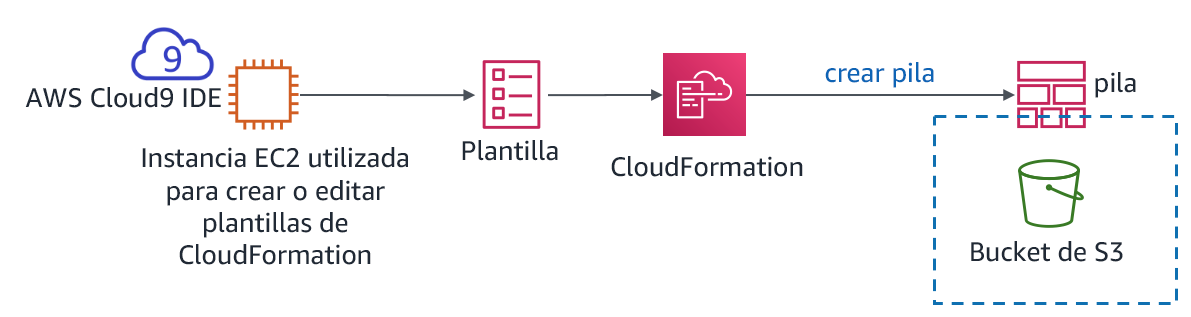 9
AWS Cloud9 IDE
Instancia EC2 utilizada
para crear o editar
plantillas de
CloudFormation
Plantilla
CloudFormation
crear pila
pila
Bucket de S3